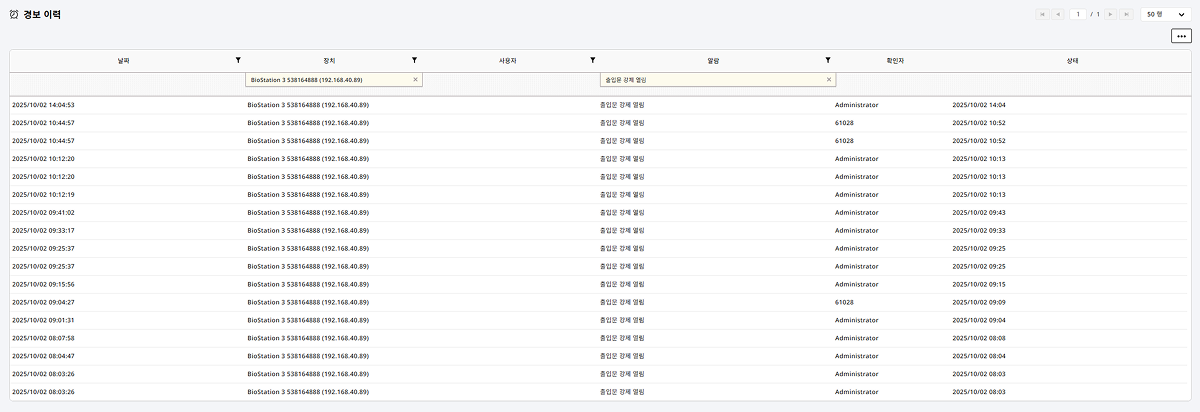 경보 이력
1 / 1 50 행
날짜 장치 사용자 알람 확인자 상태
BioStation 3 538164888 (192.168.40.89) 출입문 강제 열림
2025/10/02 14:04:53 BioStation 3 538164888 (192.168.40.89) 출입문 강제 열림 Administrator 2025/10/02 14:04
2025/10/02 10:44:57 BioStation 3 538164888 (192.168.40.89) 출입문 강제 열림 61028 2025/10/02 10:52
2025/10/02 10:44:57 BioStation 3 538164888 (192.168.40.89) 출입문 강제 열림 61028 2025/10/02 10:52
2025/10/02 10:12:20 BioStation 3 538164888 (192.168.40.89) 출입문 강제 열림 Administrator 2025/10/02 10:13
2025/10/02 10:12:20 BioStation 3 538164888 (192.168.40.89) 출입문 강제 열림 Administrator 2025/10/02 10:13
2025/10/02 10:12:19 BioStation 3 538164888 (192.168.40.89) 출입문 강제 열림 Administrator 2025/10/02 10:13
2025/10/02 09:41:02 BioStation 3 538164888 (192.168.40.89) 출입문 강제 열림 Administrator 2025/10/02 09:43
2025/10/02 09:33:17 BioStation 3 538164888 (192.168.40.89) 출입문 강제 열림 Administrator 2025/10/02 09:33
2025/10/02 09:25:37 BioStation 3 538164888 (192.168.40.89) 출입문 강제 열림 Administrator 2025/10/02 09:25
2025/10/02 09:25:37 BioStation 3 538164888 (192.168.40.89) 출입문 강제 열림 Administrator 2025/10/02 09:25
2025/10/02 09:15:56 BioStation 3 538164888 (192.168.40.89) 출입문 강제 열림 Administrator 2025/10/02 09:15
2025/10/02 09:04:27 BioStation 3 538164888 (192.168.40.89) 출입문 강제 열림 61028 2025/10/02 09:09
2025/10/02 09:01:31 BioStation 3 538164888 (192.168.40.89) 출입문 강제 열림 Administrator 2025/10/02 09:04
2025/10/02 08:07:58 BioStation 3 538164888 (192.168.40.89) 출입문 강제 열림 Administrator 2025/10/02 08:08
2025/10/02 08:04:47 BioStation 3 538164888 (192.168.40.89) 출입문 강제 열림 Administrator 2025/10/02 08:04
2025/10/02 08:03:26 BioStation 3 538164888 (192.168.40.89) 출입문 강제 열림 Administrator 2025/10/02 08:03
2025/10/02 08:03:26 BioStation 3 538164888 (192.168.40.89) 출입문 강제 열림 Administrator 2025/10/02 08:03